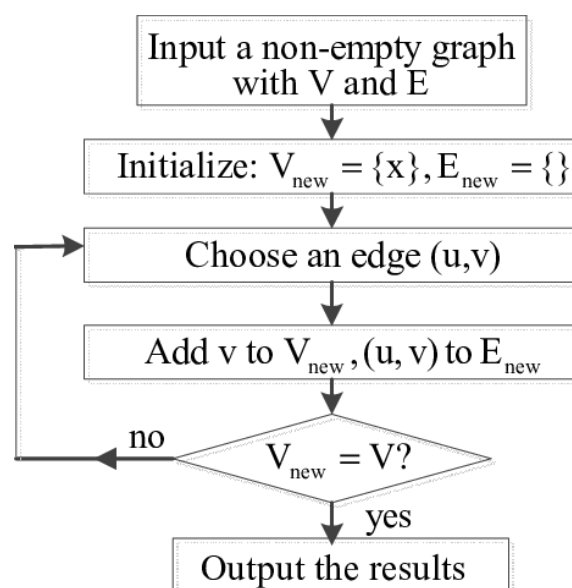 Input a non-empty graph
with V and E
Initialize: V_new = {x}, E_new = {}
Choose an edge (u,v)
Add v to V_new, (u, v) to E_new
no
V_new = V?
yes
Output the results